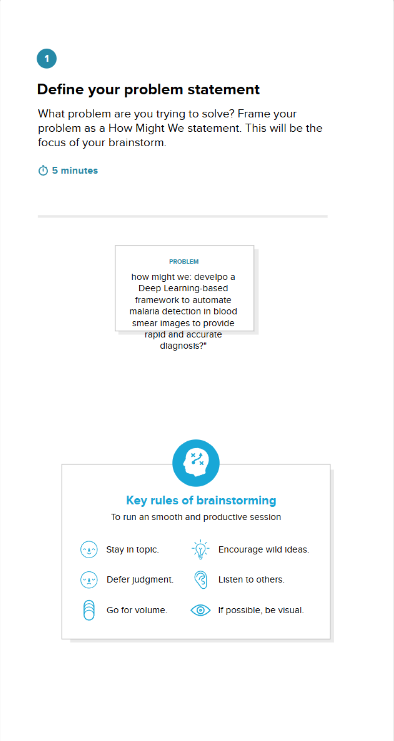 1
Define your problem statement
What problem are you trying to solve? Frame your
problem as a How Might We statement. This will be the
focus of your brainstorm.
5 minutes
PROBLEM
how might we: develpo a
Deep Learning-based
framework to automate
malaria detection in blood
smear images to provide
rapid and accurate
diagnosis?"
Key rules of brainstorming
To run an smooth and productive session
Stay in topic.
Encourage wild ideas.
Defer judgment.
Listen to others.
Go for volume.
If possible, be visual.